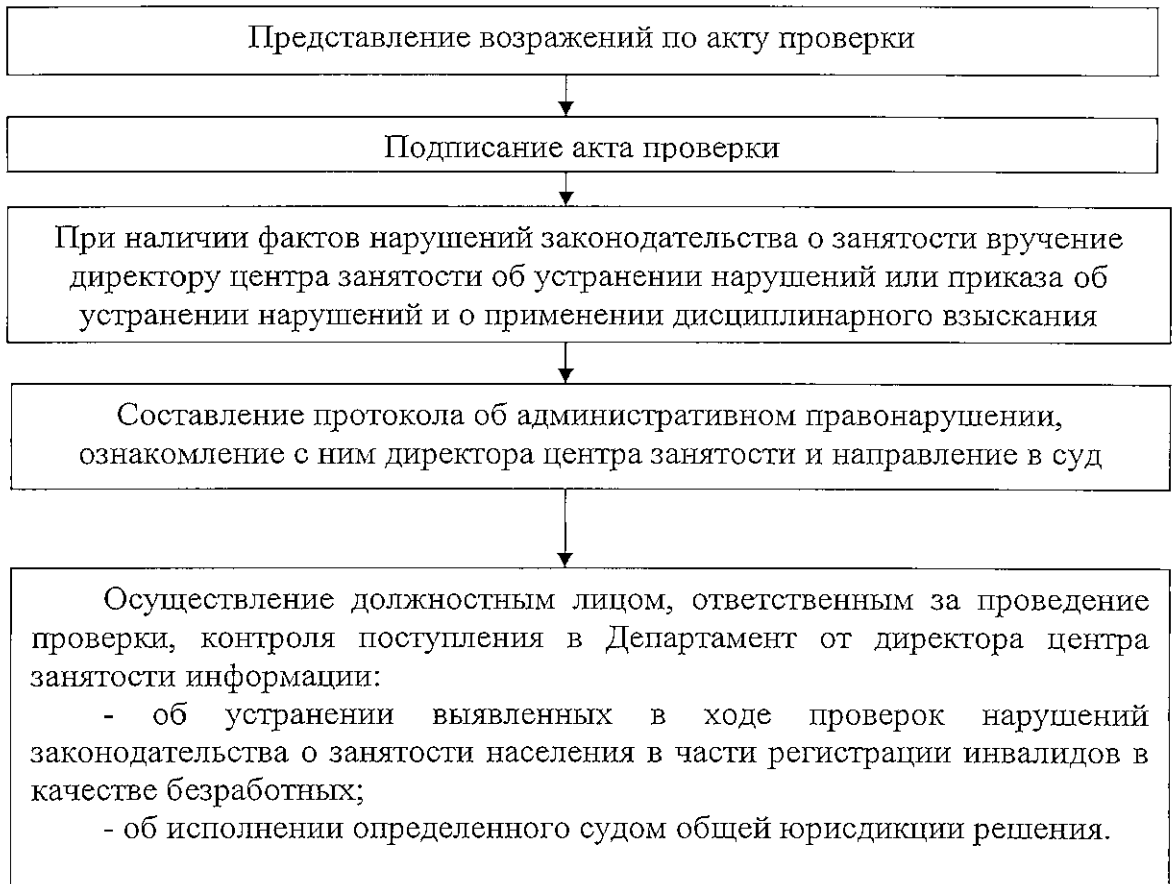 Представление возражений по акту проверки
Подписание акта проверки
При наличии фактов нарушений законодательства о занятости вручение
директору центра занятости об устранении нарушений или приказа об
устранении нарушений и о применении дисциплинарного взыскания
Составление протокола об административном правонарушении,
ознакомление с ним директора центра занятости и направление в суд
Осуществление должностным лицом, ответственным за проведение
проверки, контроля поступления в Департамент от директора центра
занятости информации:
- об устранении выявленных в ходе проверок нарушений
законодательства о занятости населения в части регистрации инвалидов в
качестве безработных;
- об исполнении определенного судом общей юрисдикции решения.